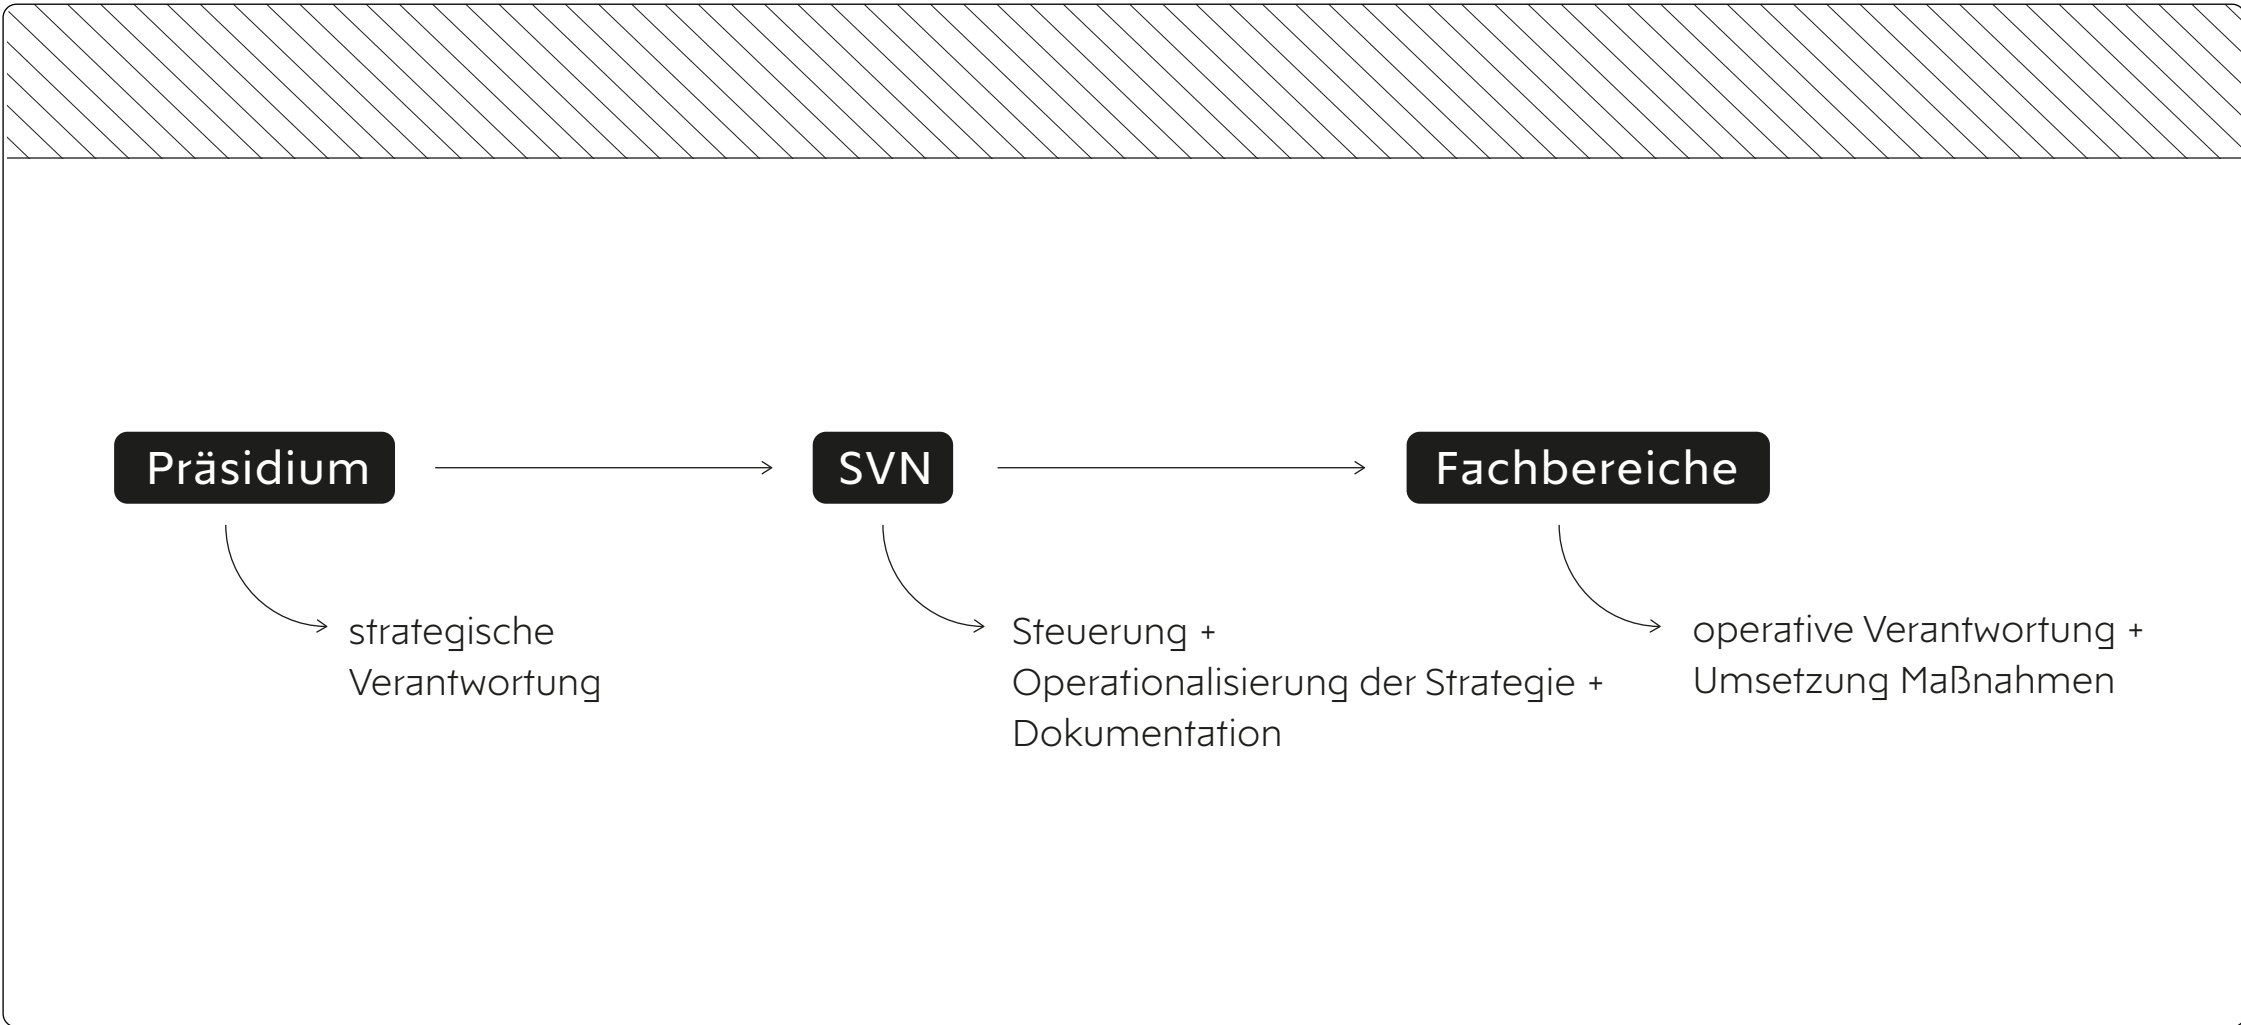 Präsidium
SVN
Fachbereiche
strategische
Verantwortung
Steuerung +
Operationalisierung der Strategie +
Dokumentation
operative Verantwortung +
Umsetzung Maßnahmen